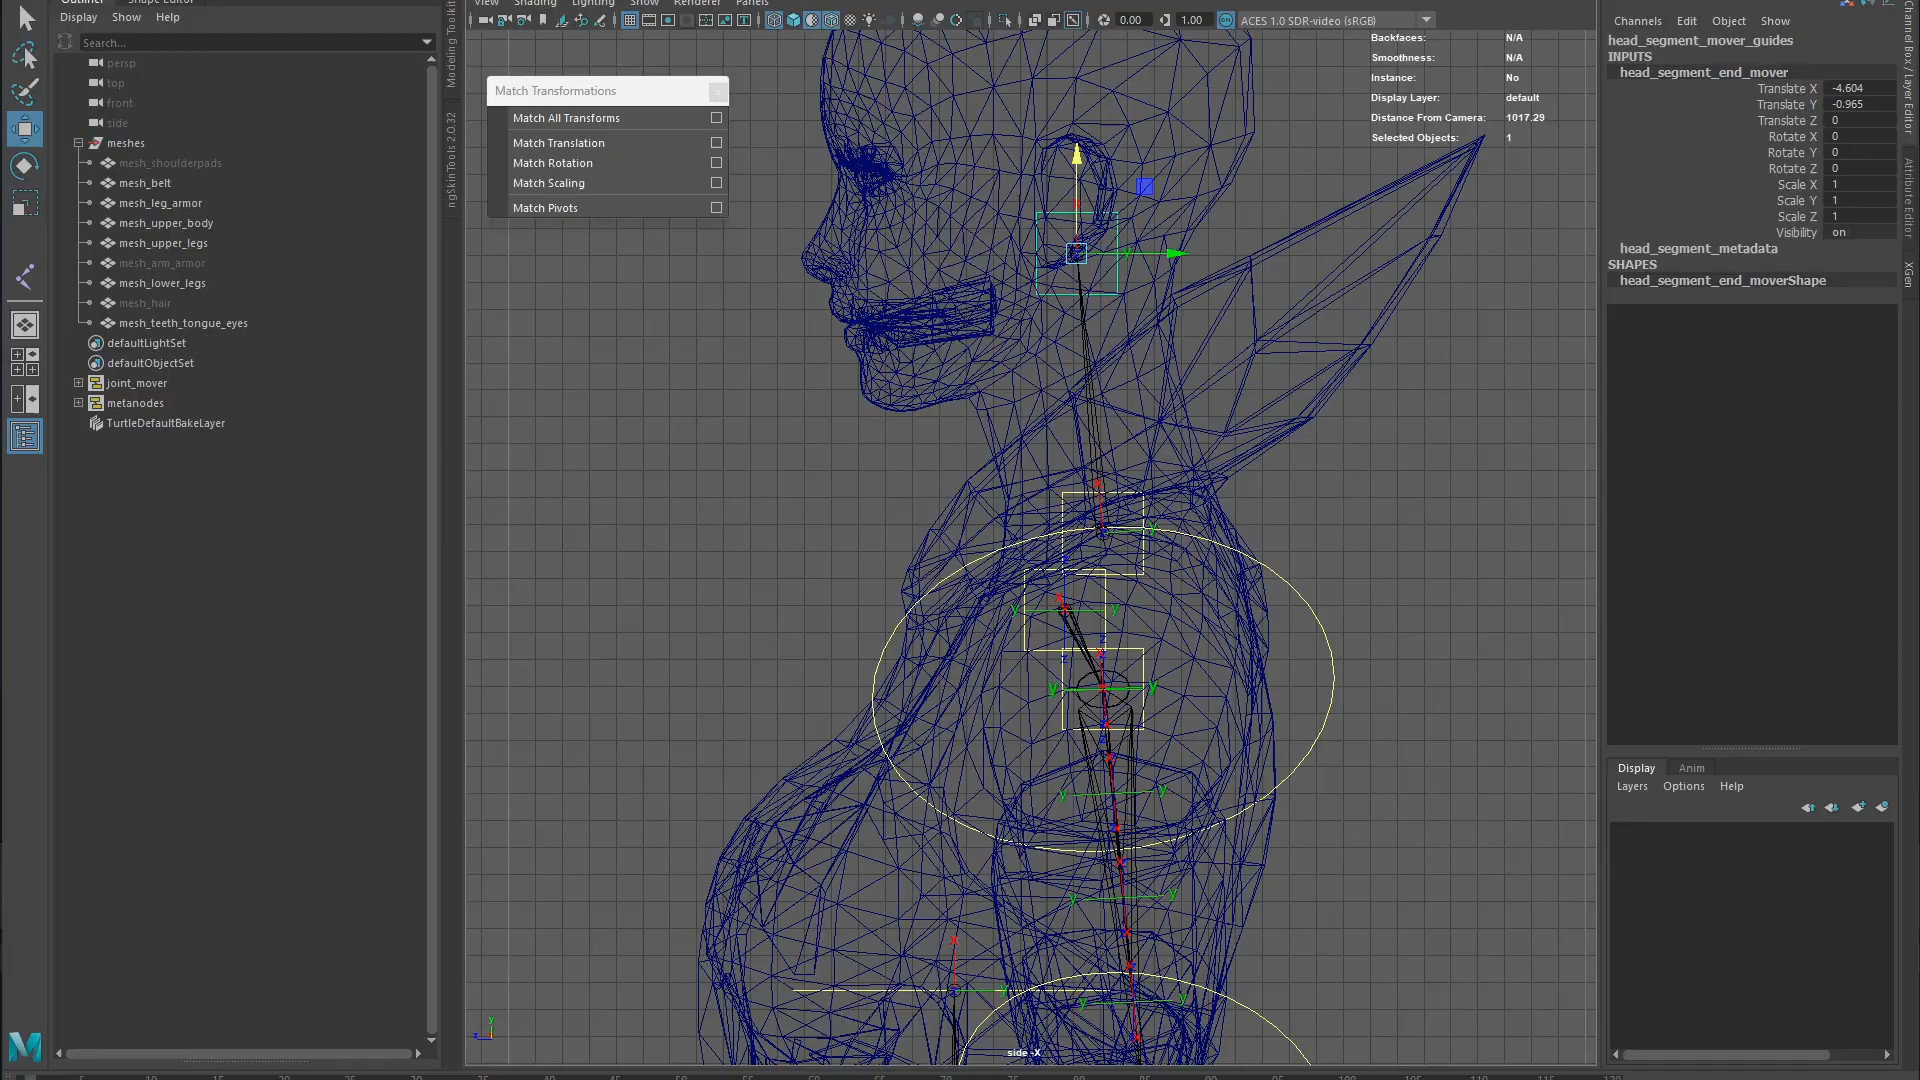 Outliner Shape Editor
Display Show Help
Search...
persp
top
front
side
meshes
mesh_shoulderpads
mesh_belt
mesh_leg_armor
mesh_upper_body
mesh_upper_legs
mesh_arm_armor
mesh_lower_legs
mesh_hair
mesh_teeth_tongue_eyes
defaultLightSet
defaultObjectSet
joint_mover
metanodes
TurtleDefaultBakeLayer
Modeling Toolkit
ngSkinTools 2.0.32
View Shading Lighting Show Renderer Panels
0.00 1.00 ON ACES 1.0 SDR-video (sRGB)
Match Transformations
Match All Transforms
Match Translation
Match Rotation
Match Scaling
Match Pivots
Backfaces: N/A
Smoothness: N/A
Instance: No
Display Layer: default
Distance From Camera: 1017.29
Selected Objects: 1
side -X
Channels Edit Object Show
head_segment_mover_guides
INPUTS
head_segment_end_mover
Translate X -4.604
Translate Y -0.965
Translate Z 0
Rotate X 0
Rotate Y 0
Rotate Z 0
Scale X 1
Scale Y 1
Scale Z 1
Visibility on
head_segment_metadata
SHAPES
head_segment_end_moverShape
Display Anim
Layers Options Help
Channel Box / Layer Editor
Attribute Editor
XGen